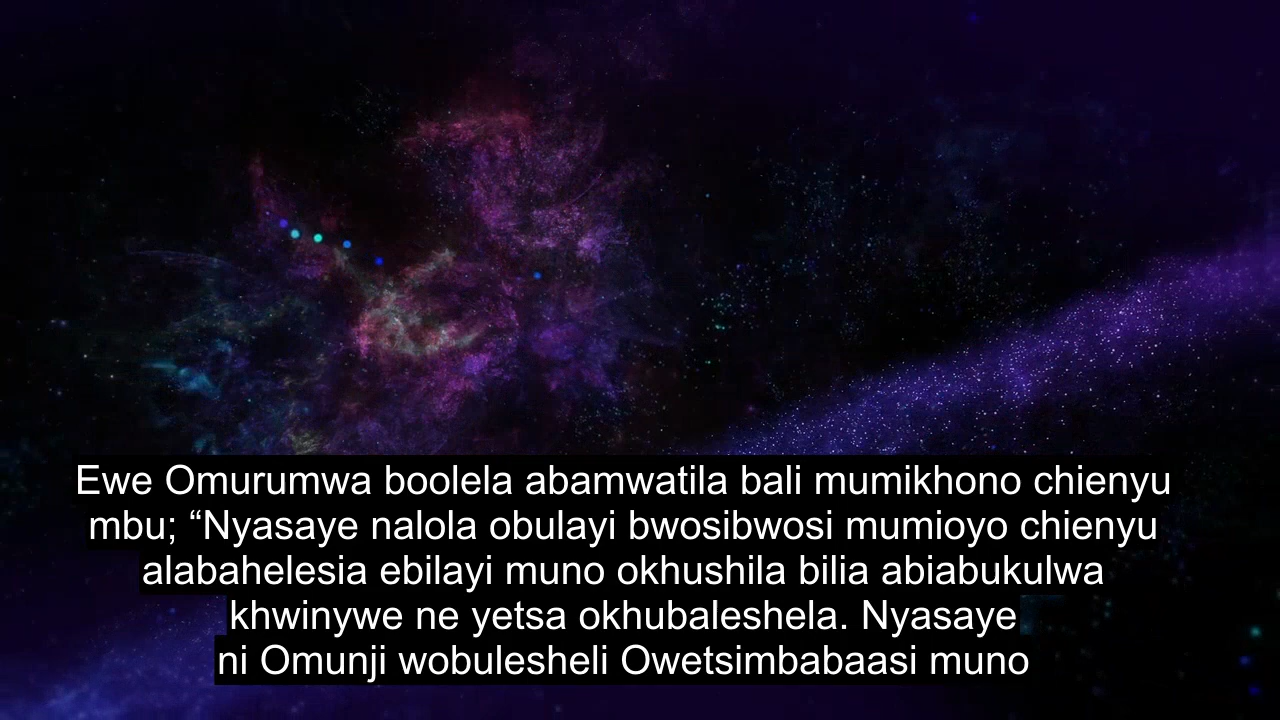 Ewe Omurumwa boolela abamwatila bali mumikhono chienyu
mbu; “Nyasaye nalola obulayi bwosibwosi mumioyo chienyu
alabahelesia ebilayi muno okhushila bilia abiabukulwa
khwinywe ne yetsa okhubaleshela. Nyasaye
ni Omunji wobulesheli Owetsimbabaasi muno